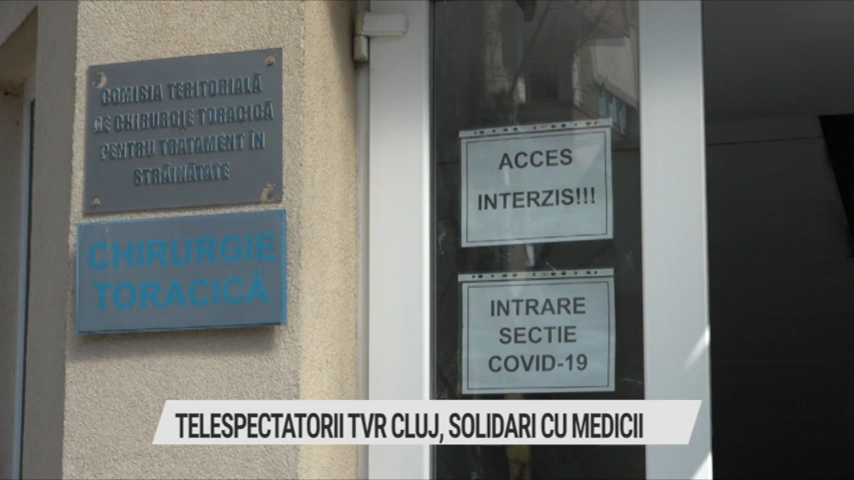 COMISIA TERITORIALĂ
DE CHIRURGIE TORACICĂ
PENTRU TRATAMENT ÎN
STRĂINĂTATE
CHIRURGIE
TORACICĂ
ACCES
INTERZIS!!!
INTRARE
SECTIE
COVID-19
TELESPECTATORII TVR CLUJ, SOLIDARI CU MEDICII